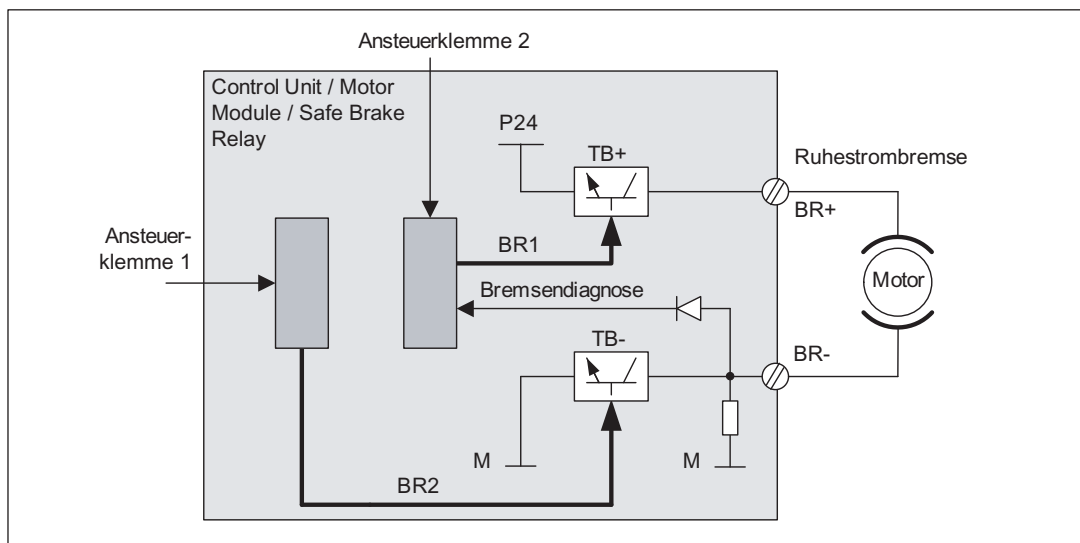 Ansteuerklemme 2
Control Unit / Motor
Module / Safe Brake
Relay
P24
TB+
Ruhestrombremse
BR+
Ansteuer-
klemme 1
BR1
Motor
Bremsendiagnose
TB-
BR-
M
M
BR2